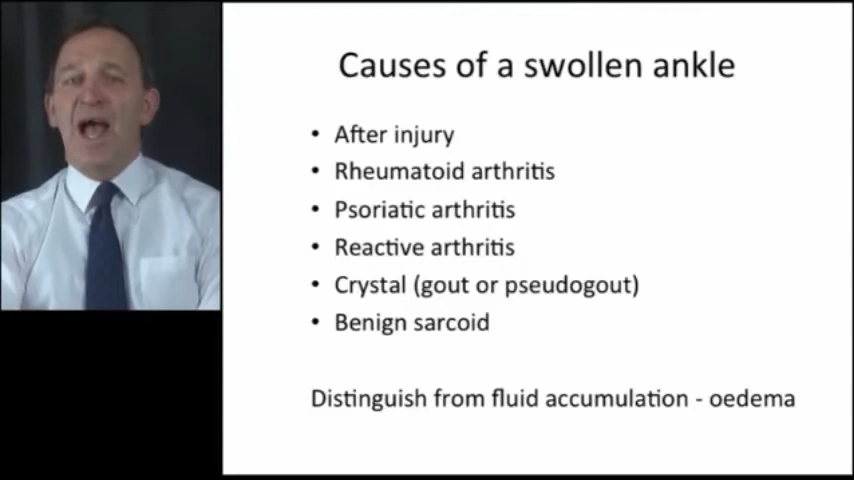 Causes of a swollen ankle
• After injury
• Rheumatoid arthritis
• Psoriatic arthritis
• Reactive arthritis
• Crystal (gout or pseudogout)
• Benign sarcoid
Distinguish from fluid accumulation - oedema